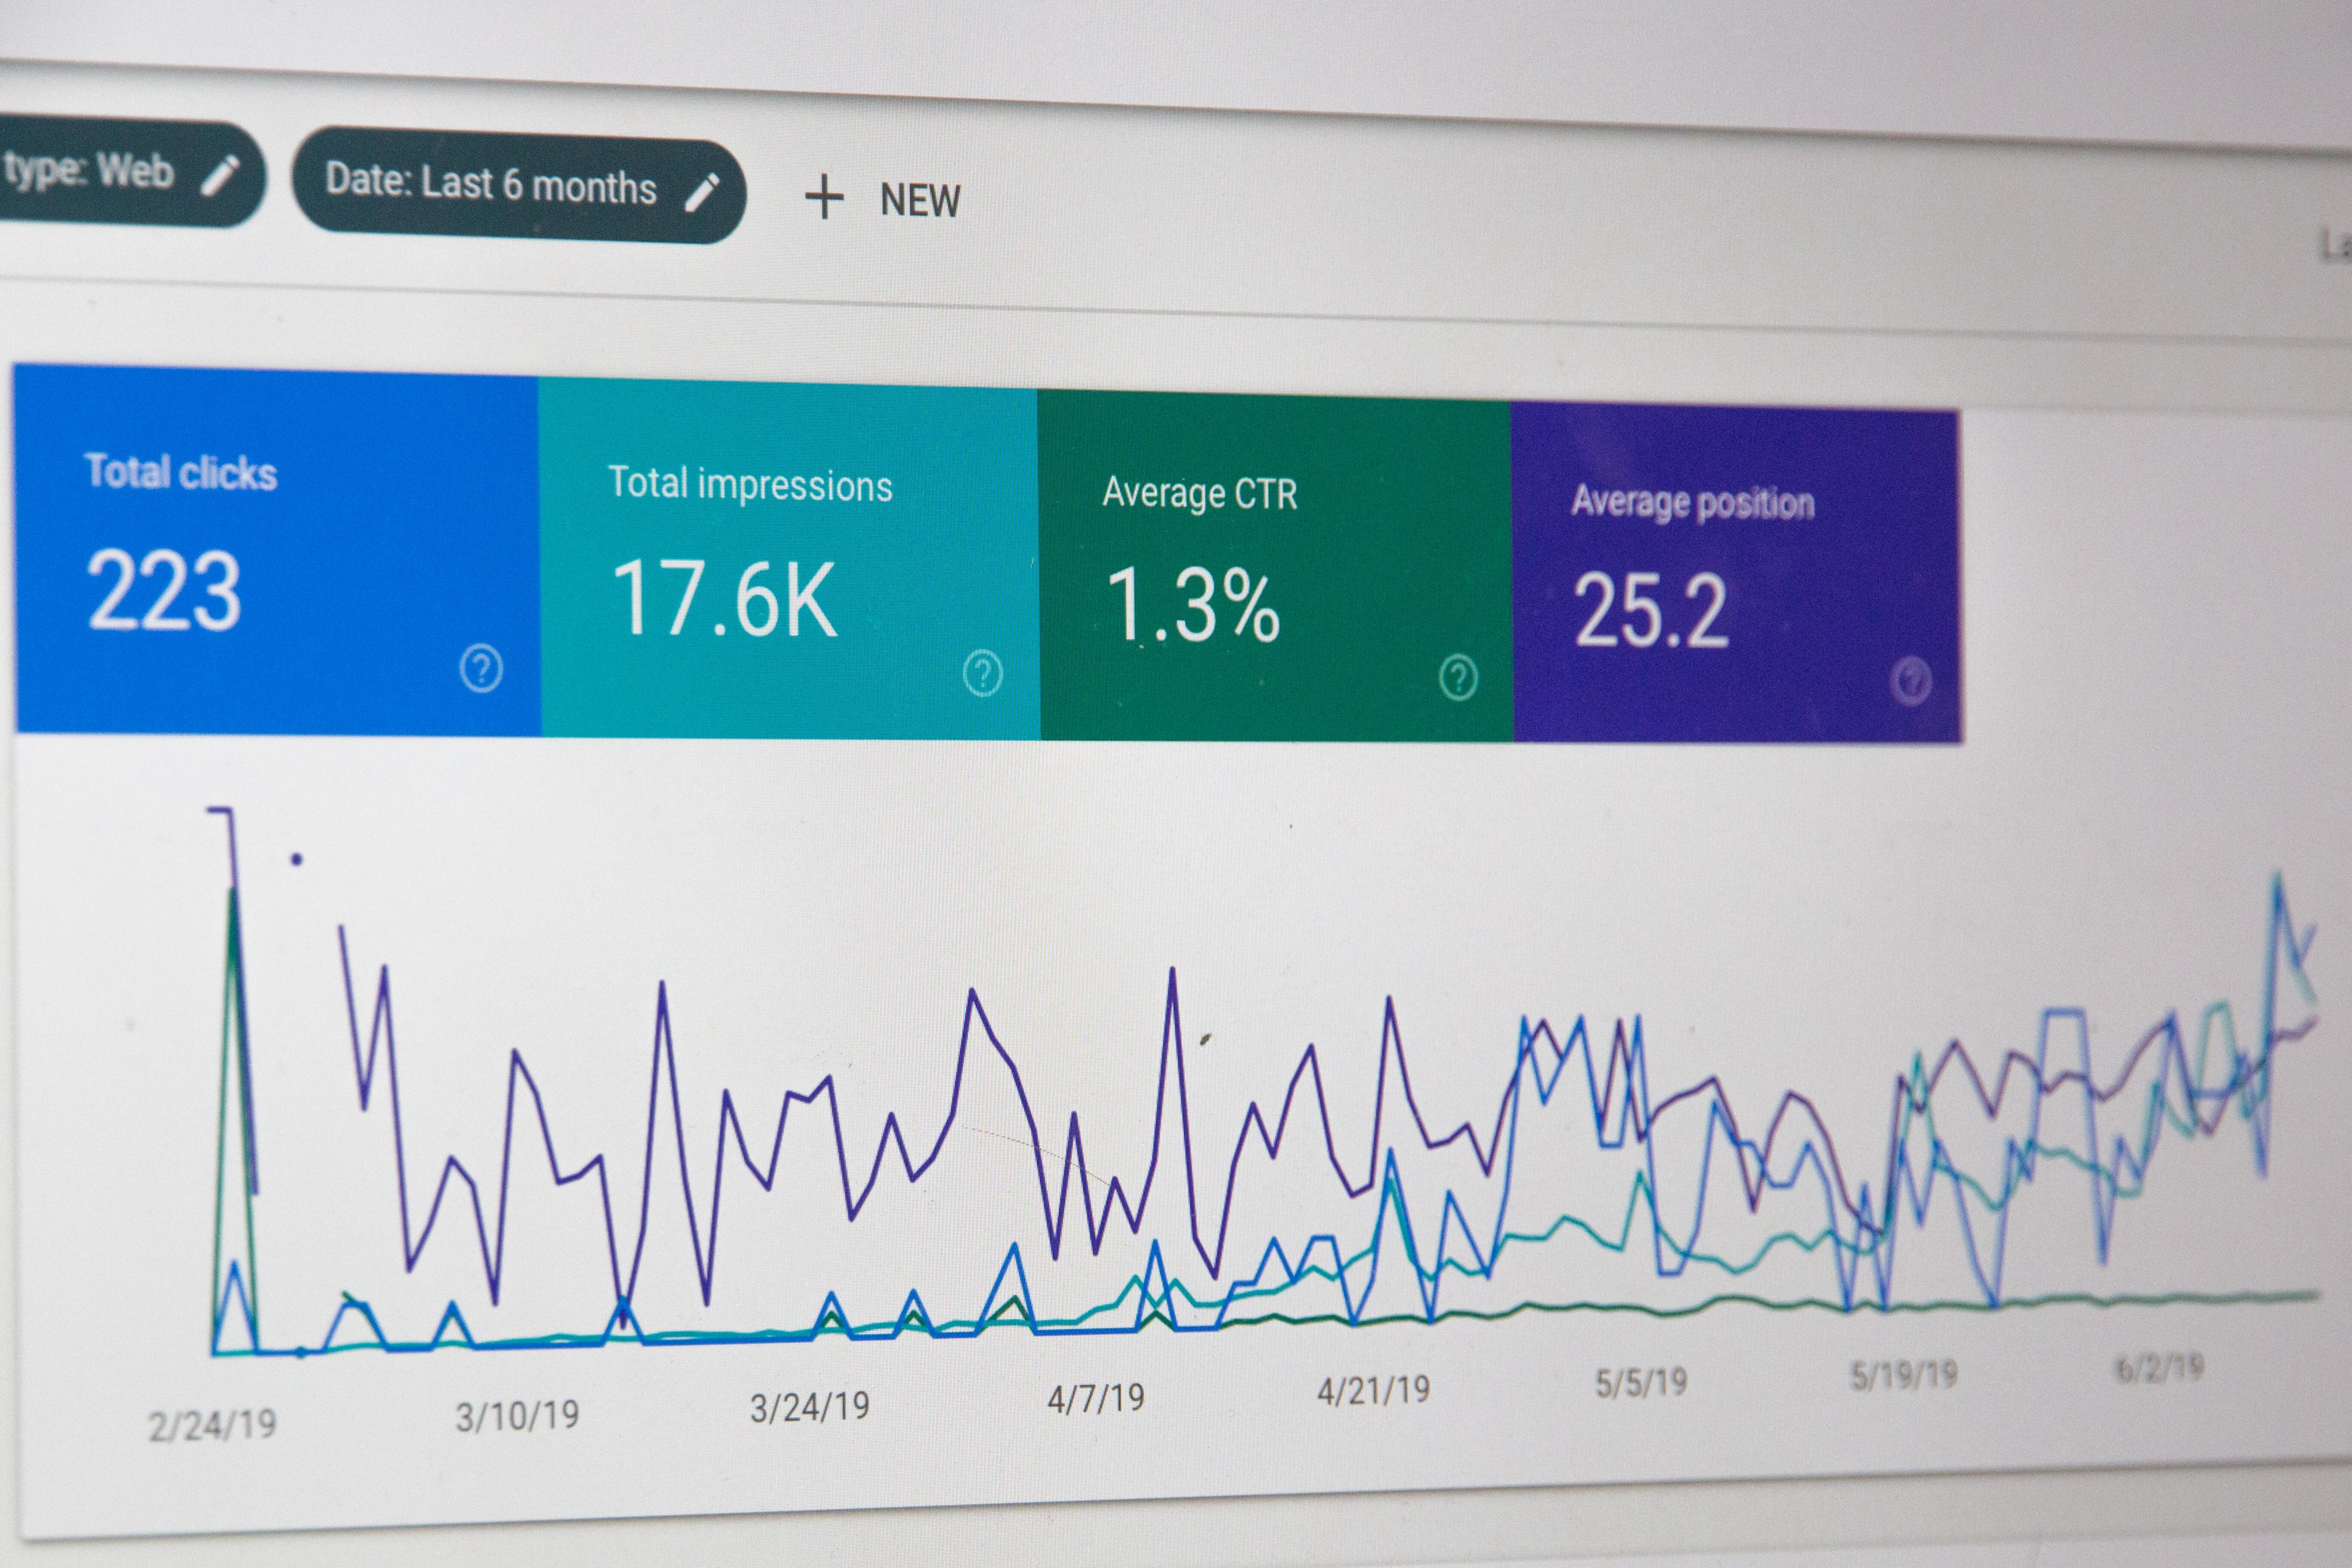 type: Web
Date: Last 6 months
+ NEW
Total clicks
223
Total impressions
17.6K
Average CTR
1.3%
Average position
25.2
2/24/19 3/10/19 3/24/19 4/7/19 4/21/19 5/5/19 5/19/19 6/2/19